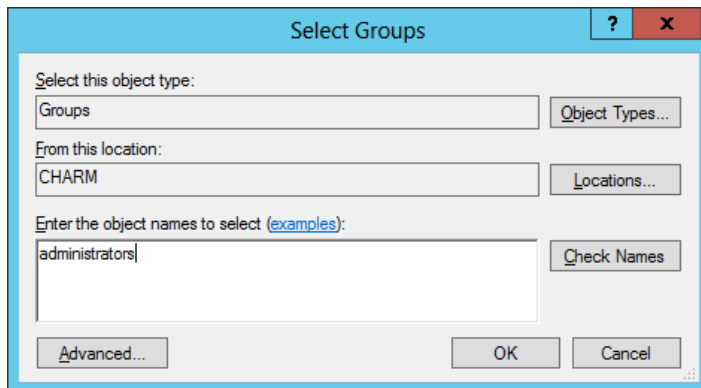 Select Groups
?
x
Select this object type:
Groups
Object Types...
From this location:
CHARM
Locations...
Enter the object names to select (examples):
administrators
Check Names
Advanced...
OK
Cancel